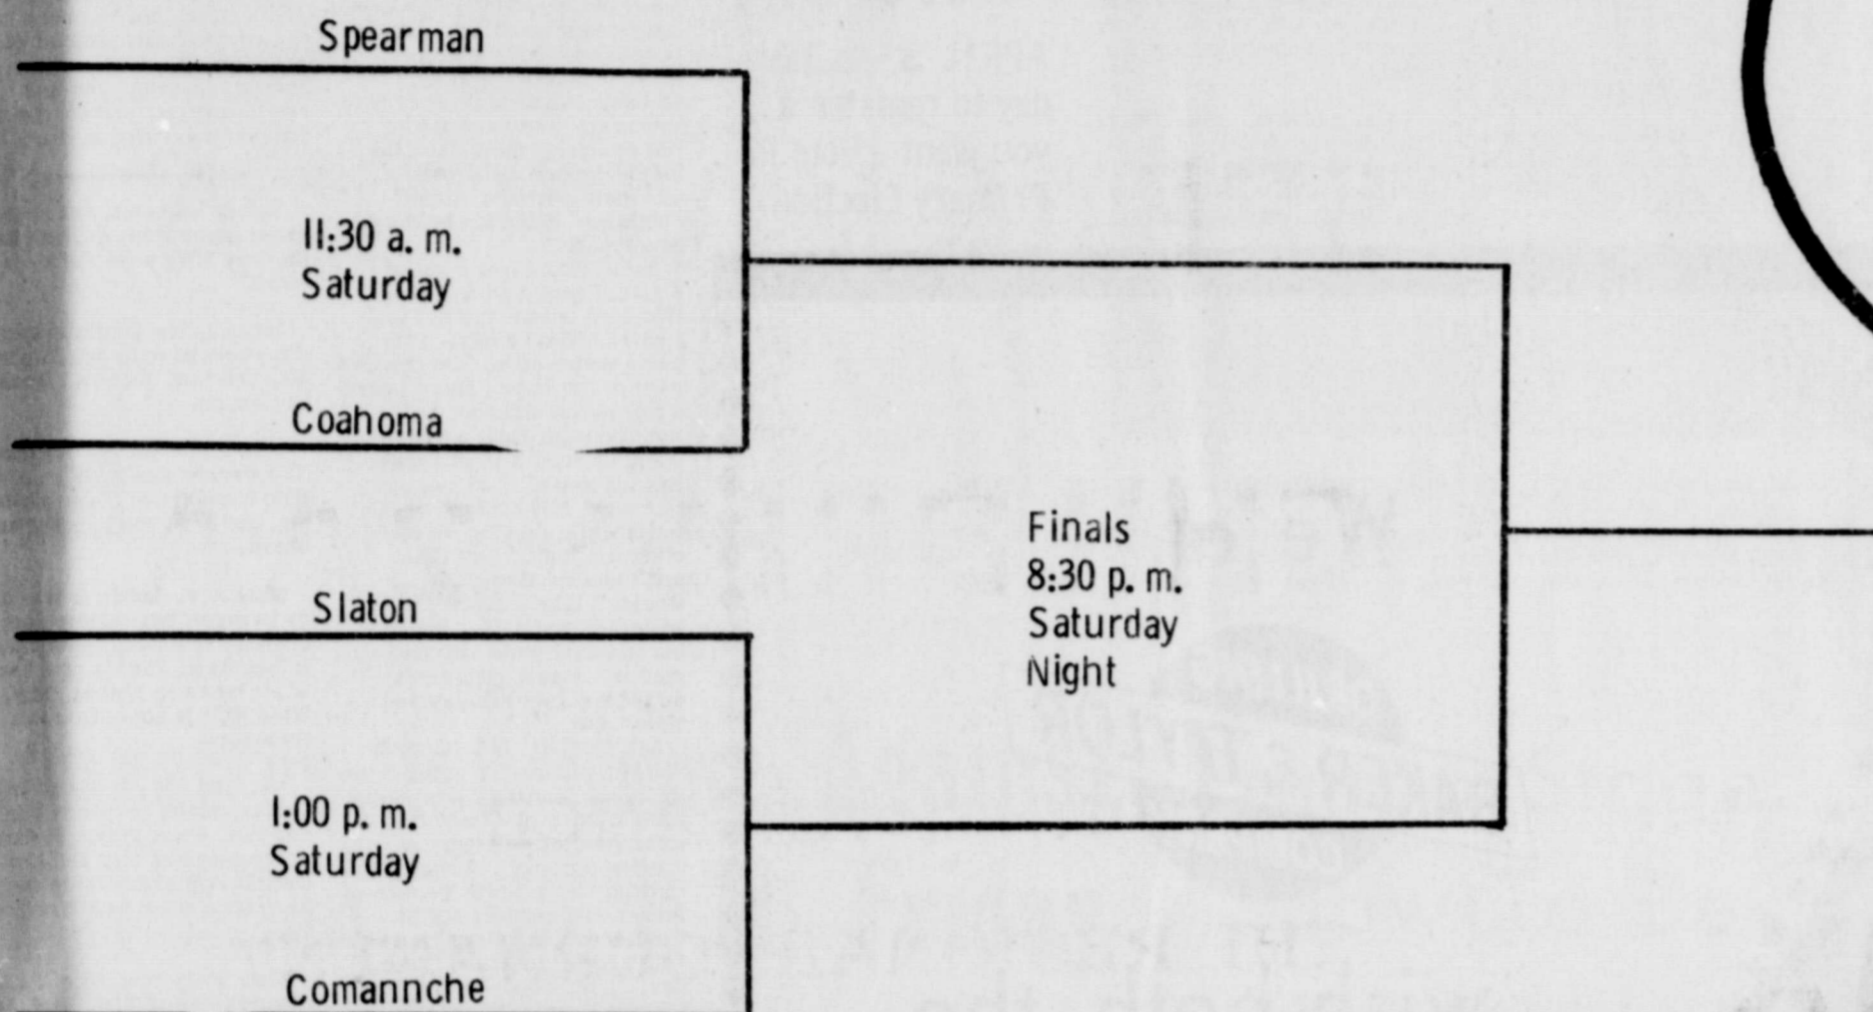 Spearman
11:30 a. m.
Saturday
Coahoma
Finals
8:30 p. m.
Saturday
Night
Slaton
1:00 p. m.
Saturday
Comannche